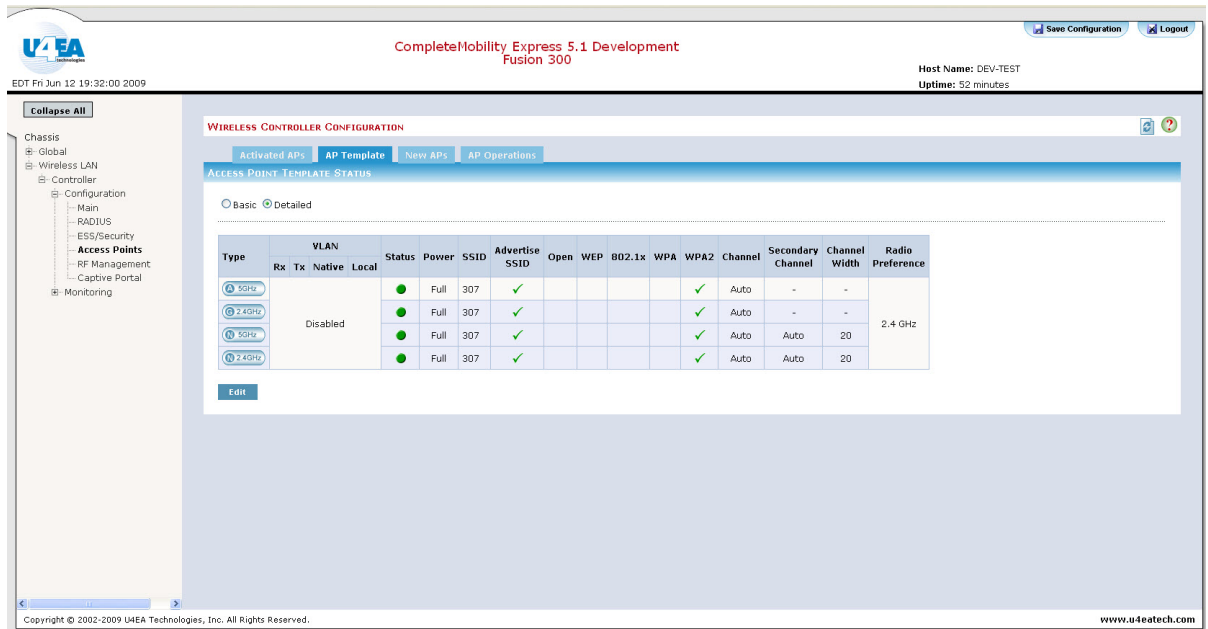 Save Configuration Logout
U4EA
technologies
CompleteMobility Express 5.1 Development
Fusion 300
Host Name: DEV-TEST
EDT Fri Jun 12 19:32:00 2009
Uptime: 52 minutes
Collapse All
Chassis
Global
Wireless LAN
Controller
Configuration
Main
RADIUS
ESS/Security
Access Points
RF Management
Captive Portal
Monitoring
WIRELESS CONTROLLER CONFIGURATION
Activated APs AP Template New APs AP Operations
ACCESS POINT TEMPLATE STATUS
Basic Detailed
Type VLAN Status Power SSID Advertise SSID Open WEP 802.1x WPA WPA2 Channel Secondary Channel Channel Width Radio Preference
Rx Tx Native Local
A 5GHz Disabled Full 307 Auto - - 2.4 GHz
G 2.4GHz Full 307 Auto - -
N 5GHz Full 307 Auto Auto 20
N 2.4GHz Full 307 Auto Auto 20
Edit
Copyright © 2002-2009 U4EA Technologies, Inc. All Rights Reserved.
www.u4eatech.com